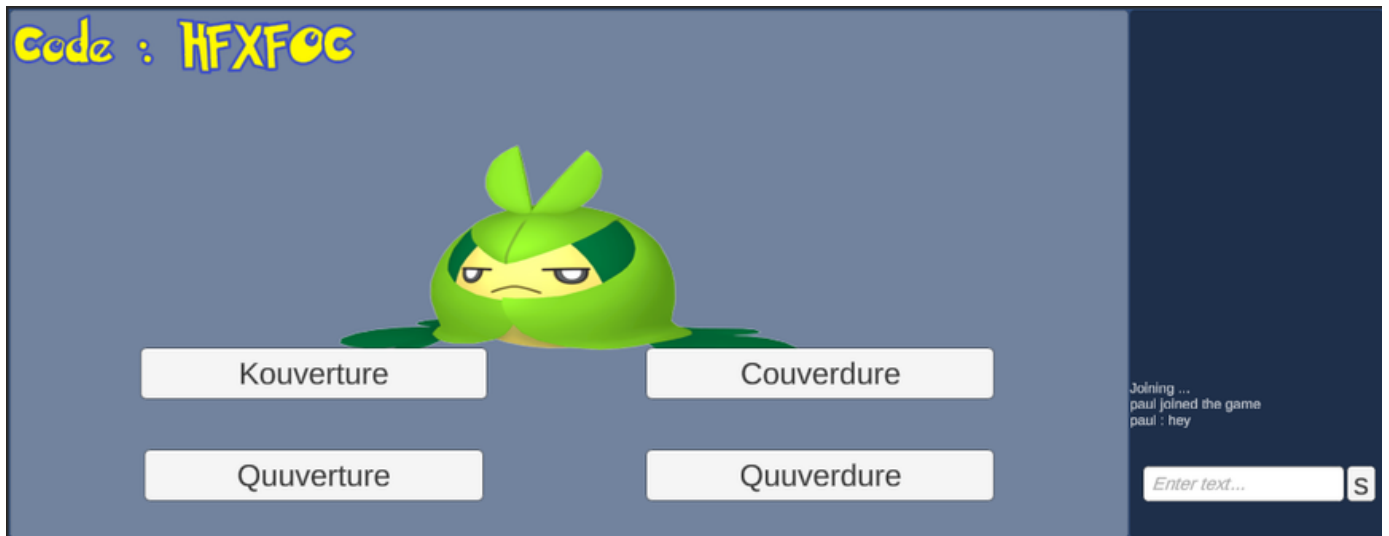 Code : HFXFOC
Kouverture
Couverdure
Quuverture
Quuverdure
Joining ...
paul joined the game
paul : hey
Enter text...
S